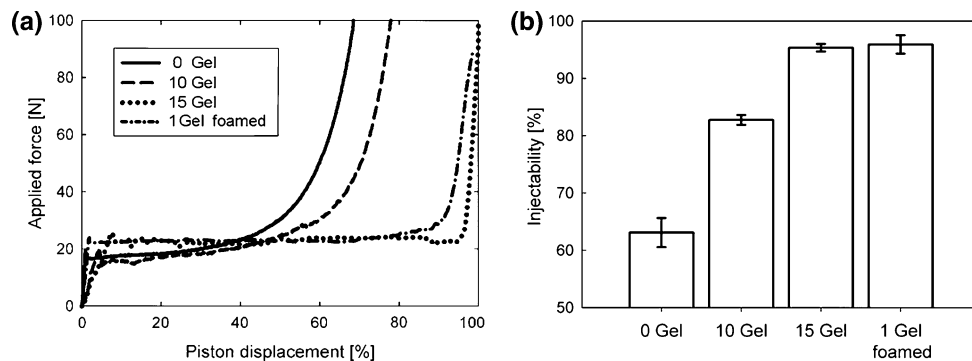 (a)
100
80
60
40
20
0
Applied force [N]
0 Gel
10 Gel
15 Gel
1Gel foamed
0 20 40 60 80 100
Piston displacement [%]
(b)
100
90
80
70
60
50
Injectability [%]
0 Gel 10 Gel 15 Gel 1 Gel
foamed